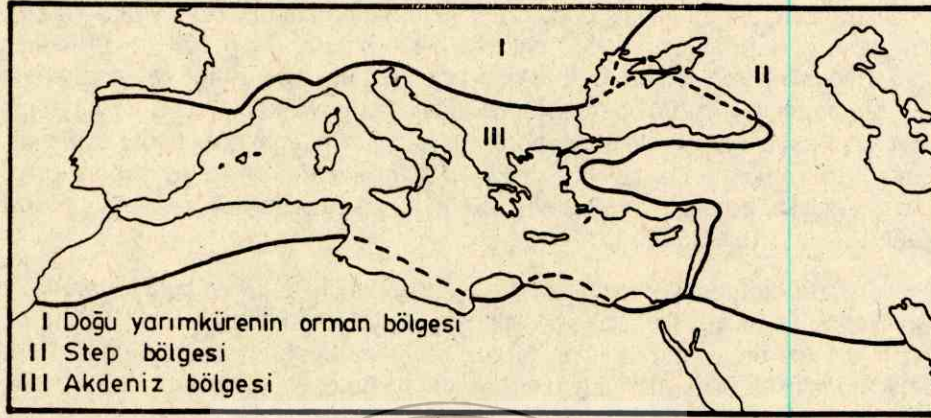 I
II
III
I Doğu yarımkürenin orman bölgesi
II Step bölgesi
III Akdeniz bölgesi